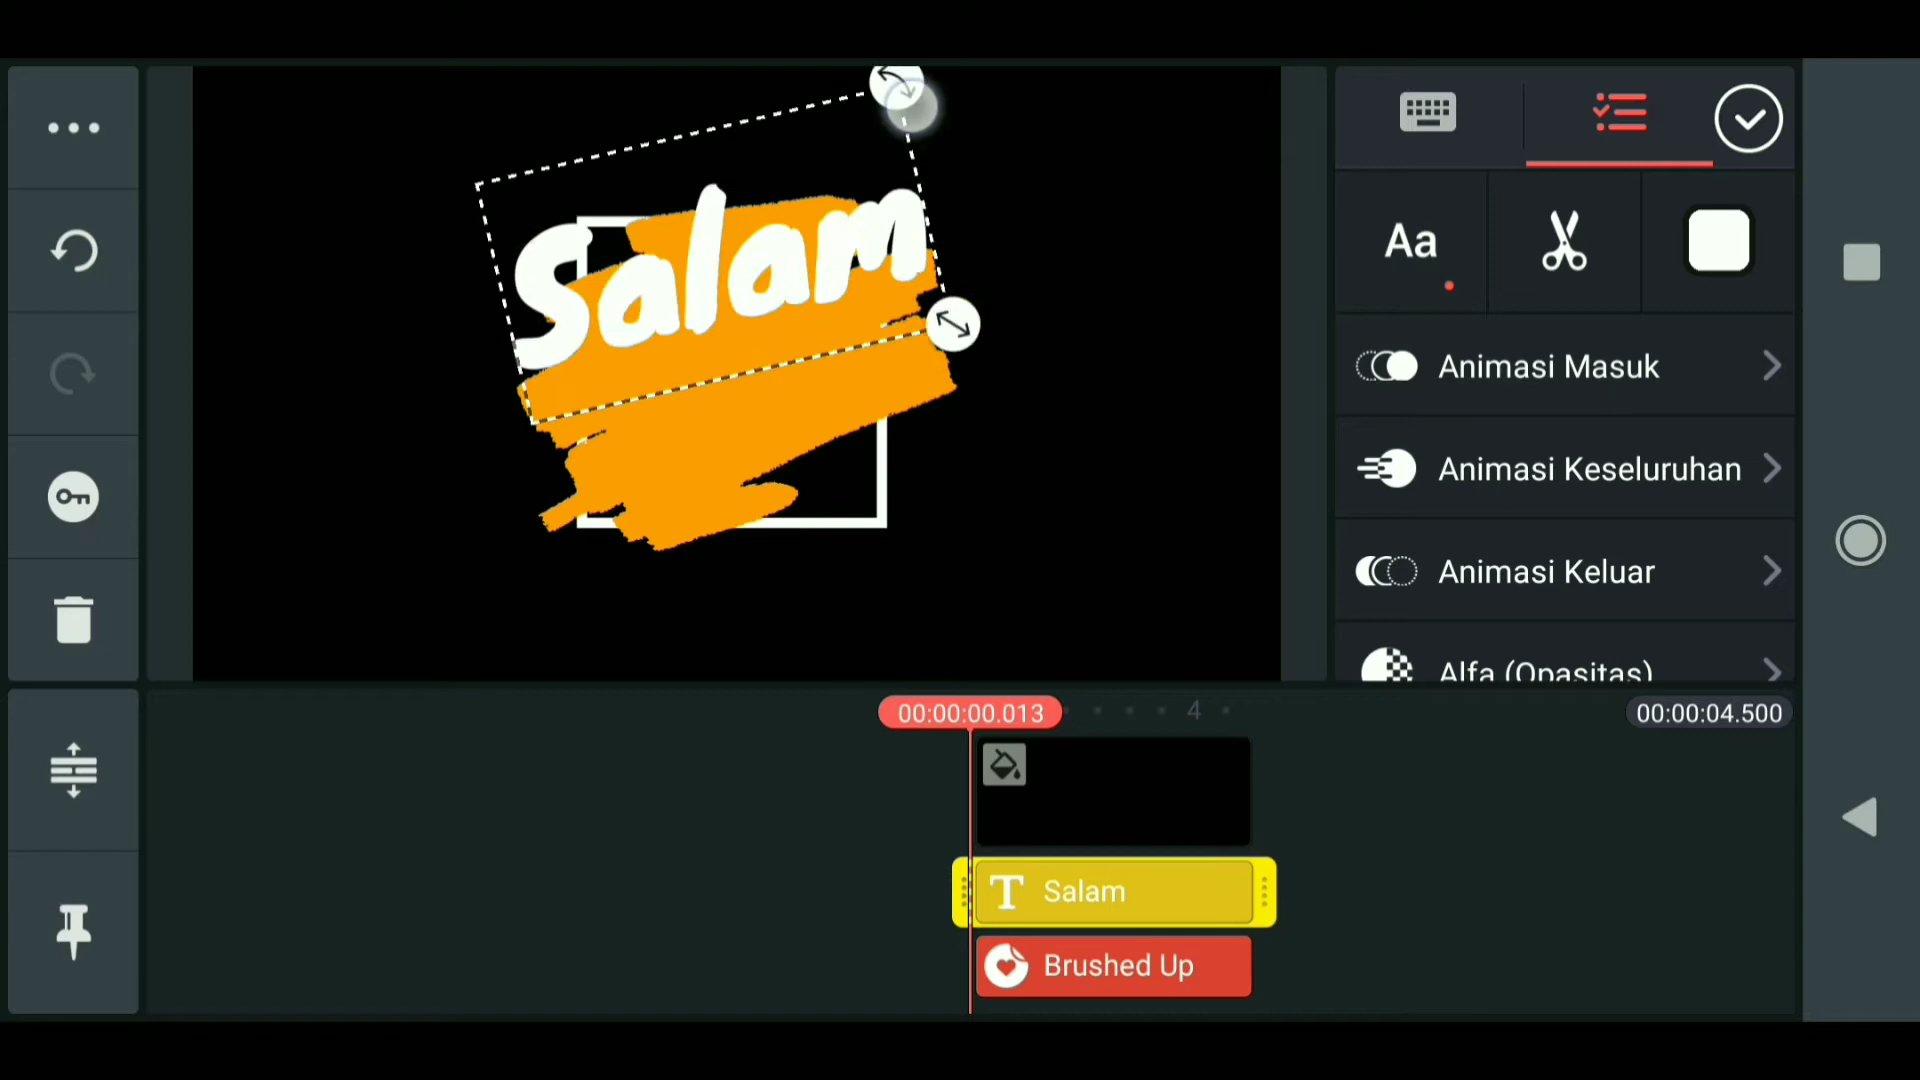 Salam
Aa
Animasi Masuk
Animasi Keseluruhan
Animasi Keluar
Alfa (Opasitas)
00:00:00.013
4
00:00:04.500
T Salam
Brushed Up